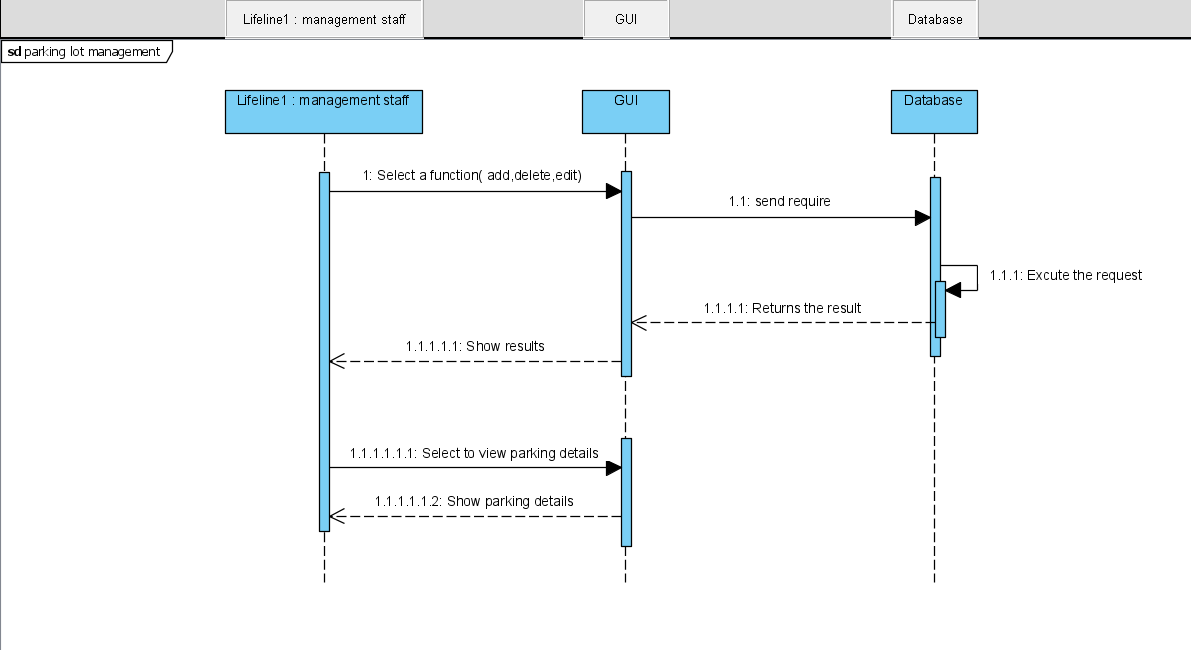 Lifeline1 : management staff
GUI
Database
sd parking lot management
Lifeline1 : management staff
GUI
Database
1: Select a function( add,delete,edit)
1.1: send require
1.1.1: Excute the request
1.1.1.1: Returns the result
1.1.1.1.1: Show results
1.1.1.1.1.1: Select to view parking details
1.1.1.1.1.2: Show parking details